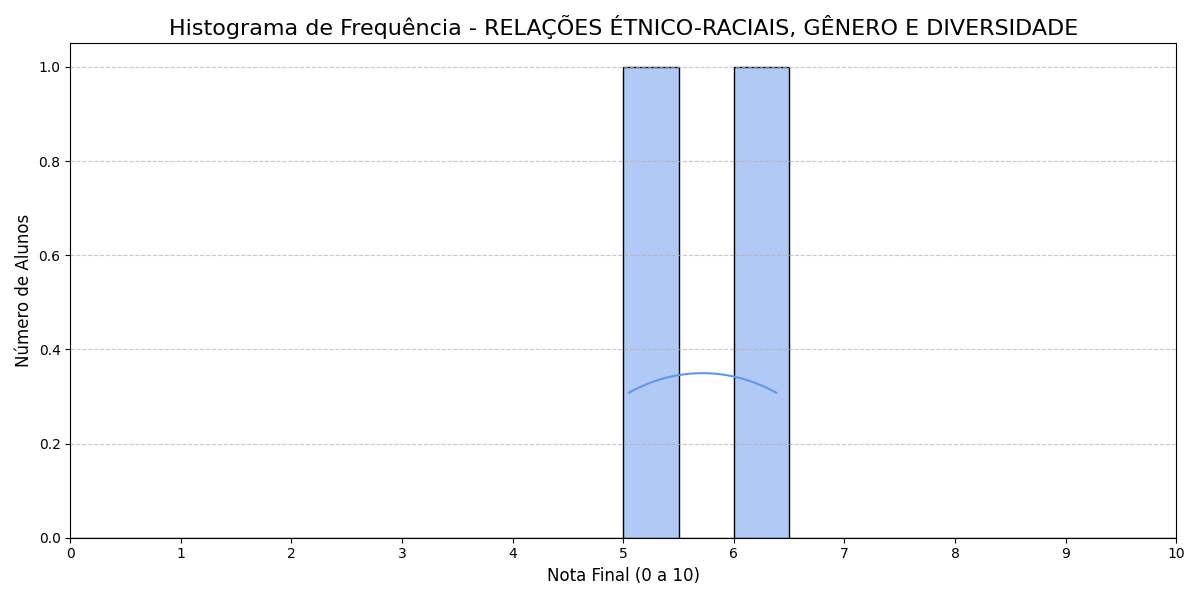 Histograma de Frequência - RELAÇÕES ÉTNICO-RACIAIS, GÊNERO E DIVERSIDADE
Número de Alunos
1.0
0.8
0.6
0.4
0.2
0.0
0 1 2 3 4 5 6 7 8 9 10
Nota Final (0 a 10)